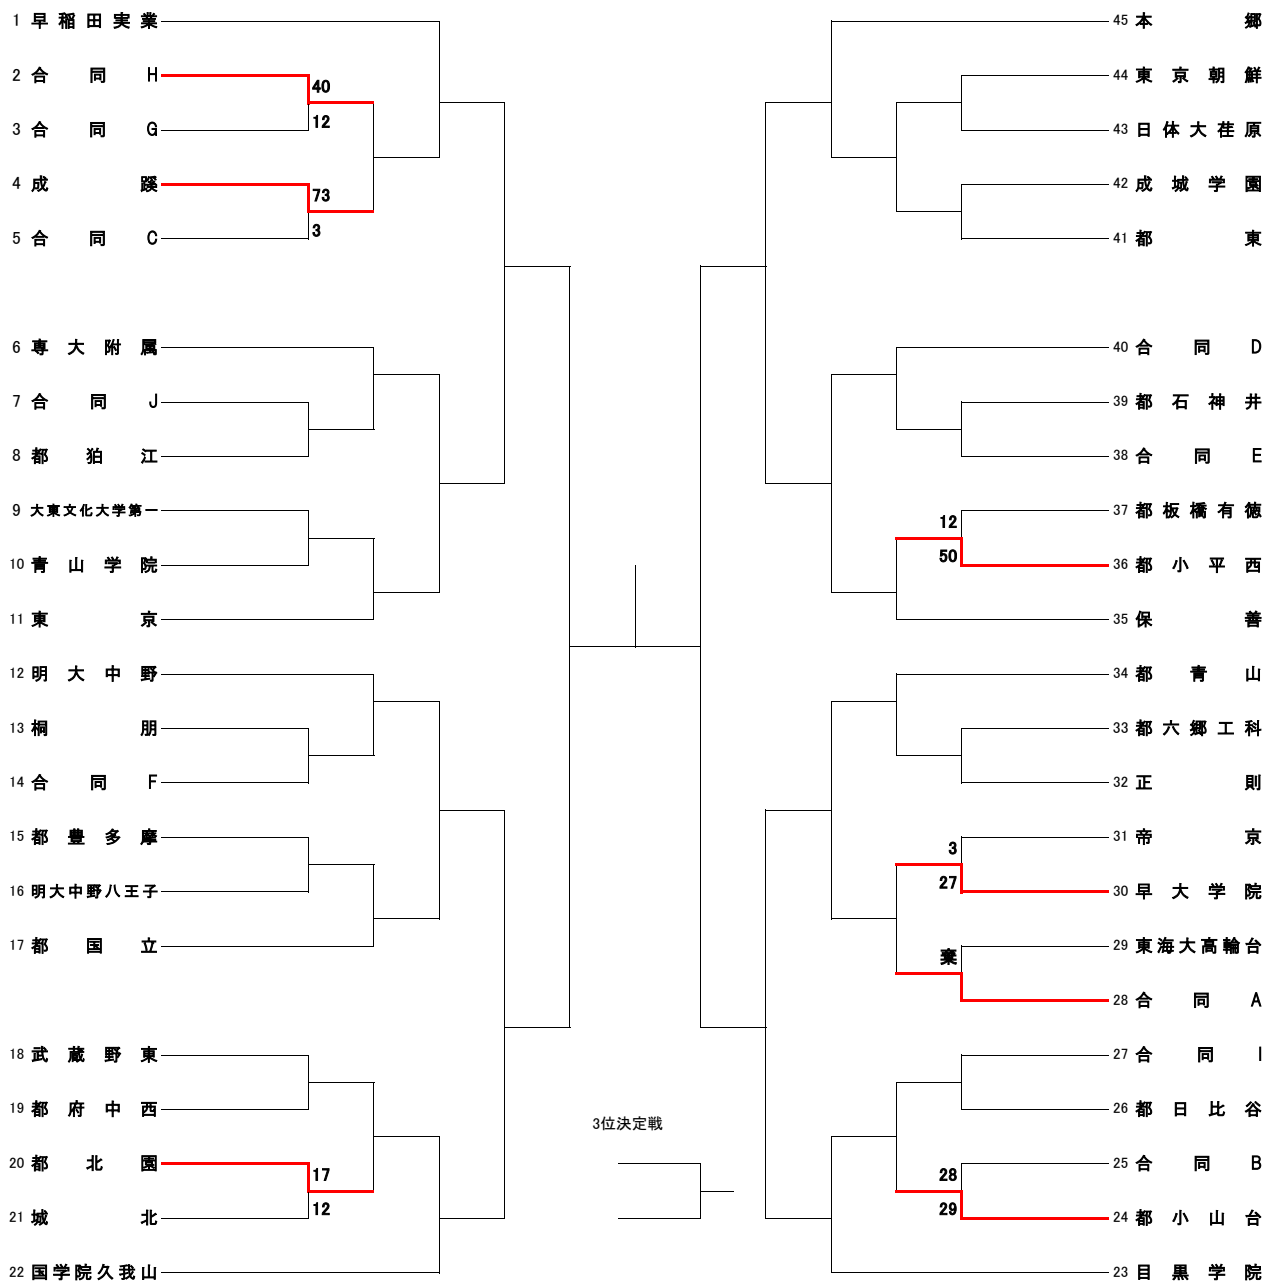 1 早稲田実業
2 合同H
40
12
3 合同G
4 成蹊
73
3
5 合同C
6 専大附属
7 合同J
8 都狛江
9 大東文化大学第一
10 青山学院
11 東京
12 明大中野
13 桐朋
14 合同F
15 都豊多摩
16 明大中野八王子
17 都国立
18 武蔵野東
19 都府中西
20 都北園
17
12
21 城北
22 国学院久我山
3位決定戦
45 本郷
44 東京朝鮮
43 日体大荏原
42 成城学園
41 都東
40 合同D
39 都石神井
38 合同E
37 都板橋有徳
12
50
36 都小平西
35 保善
34 都青山
33 都六郷工科
32 正則
31 帝京
3
27
30 早大学院
29 東海大高輪台
棄
28 合同A
27 合同I
26 都日比谷
25 合同B
28
29
24 都小山台
23 目黒学院